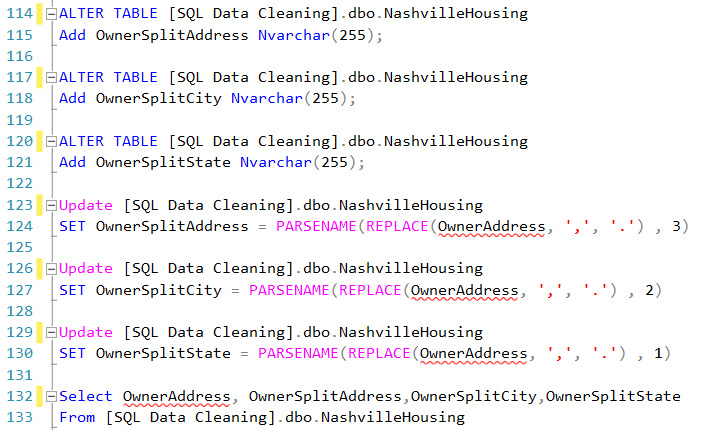 114 ALTER TABLE [SQL Data Cleaning].dbo.NashvilleHousing
115 Add OwnerSplitAddress Nvarchar(255);
116
117 ALTER TABLE [SQL Data Cleaning].dbo.NashvilleHousing
118 Add OwnerSplitCity Nvarchar(255);
119
120 ALTER TABLE [SQL Data Cleaning].dbo.NashvilleHousing
121 Add OwnerSplitState Nvarchar(255);
122
123 Update [SQL Data Cleaning].dbo.NashvilleHousing
124 SET OwnerSplitAddress = PARSENAME(REPLACE(OwnerAddress, ',', '.') , 3)
125
126 Update [SQL Data Cleaning].dbo.NashvilleHousing
127 SET OwnerSplitCity = PARSENAME(REPLACE(OwnerAddress, ',', '.') , 2)
128
129 Update [SQL Data Cleaning].dbo.NashvilleHousing
130 SET OwnerSplitState = PARSENAME(REPLACE(OwnerAddress, ',', '.') , 1)
131
132 Select OwnerAddress, OwnerSplitAddress,OwnerSplitCity,OwnerSplitState
133 From [SQL Data Cleaning].dbo.NashvilleHousing